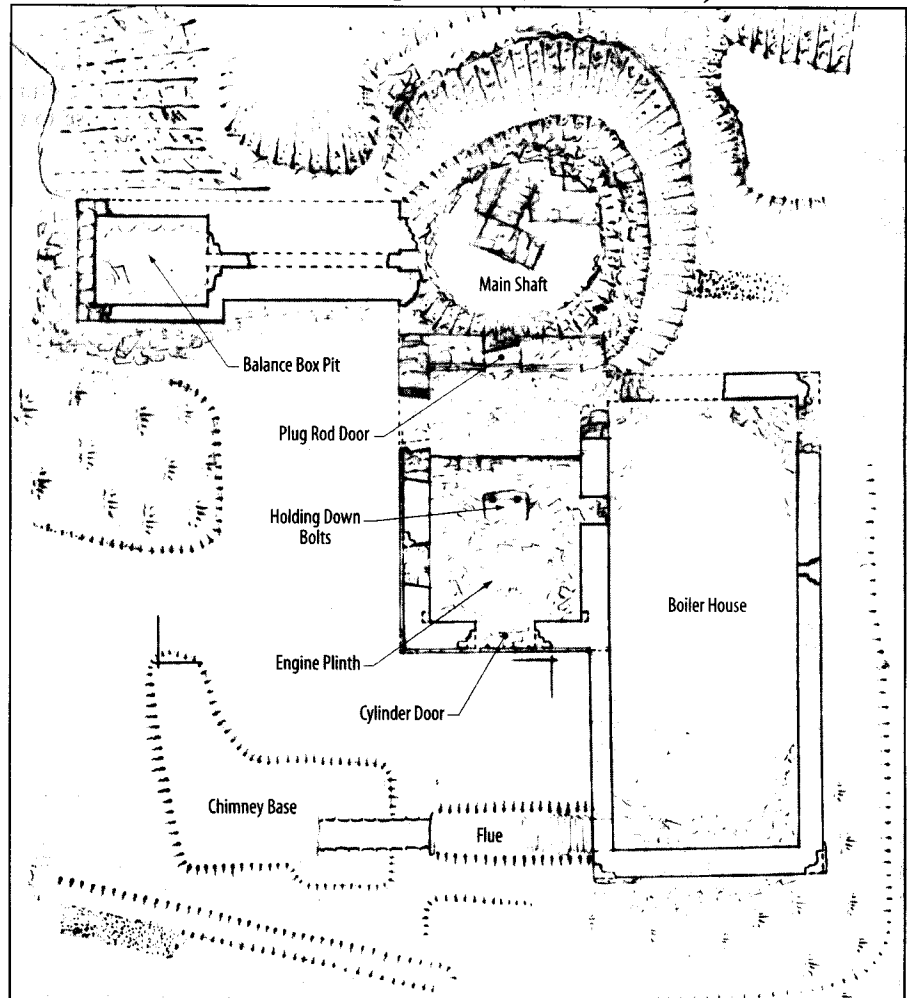 Main Shaft
Balance Box Pit
Plug Rod Door
Holding Down
Bolts
Boiler House
Engine Plinth
Cylinder Door
Chimney Base
Flue